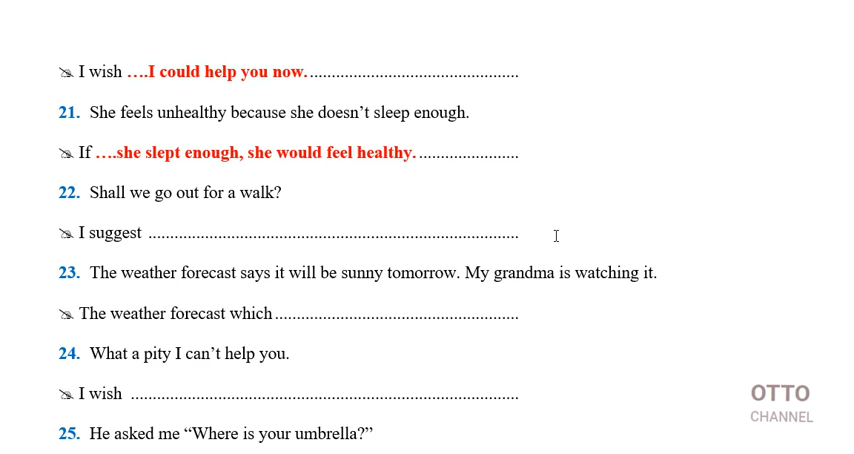 I wish ….I could help you now................................................
21. She feels unhealthy because she doesn’t sleep enough.
If ….she slept enough, she would feel healthy........................
22. Shall we go out for a walk?
I suggest .....................................................................................
23. The weather forecast says it will be sunny tomorrow. My grandma is watching it.
The weather forecast which........................................................
24. What a pity I can’t help you.
I wish .........................................................................................
OTTO
CHANNEL
25. He asked me “Where is your umbrella?”